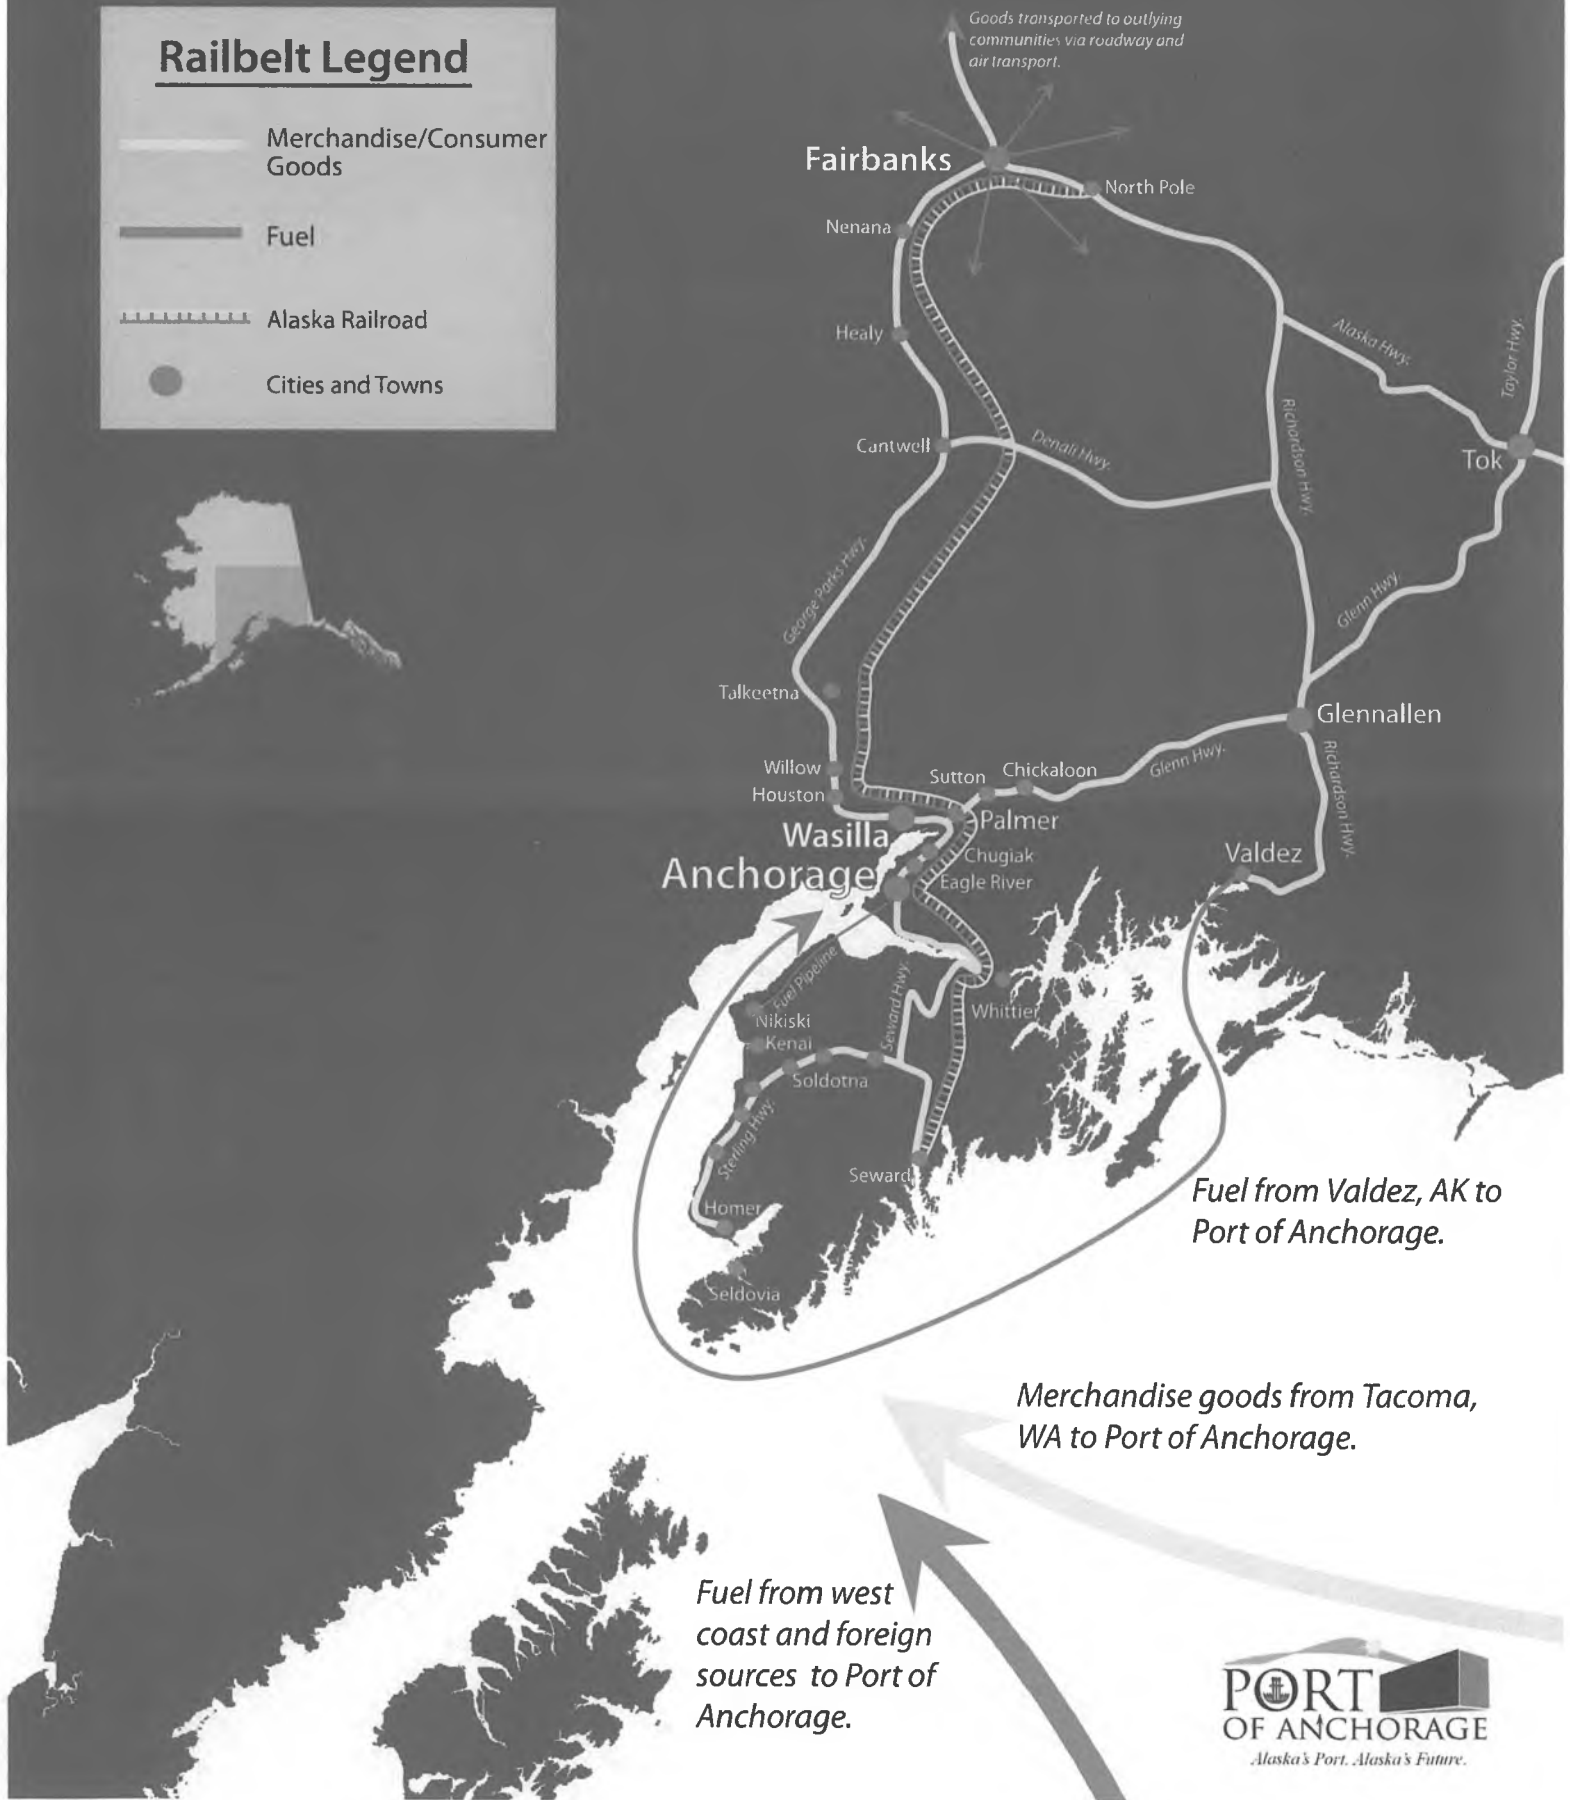 Railbelt Legend
Merchandise/Consumer
Goods
Fuel
Alaska Railroad
Cities and Towns
Goods transported to outlying
communities via roadway and
air transport.
Fairbanks
North Pole
Nenana
Healy
Alaska Hwy.
Taylor Hwy.
Cantwell
Denali Hwy.
Richardson Hwy.
Tok
George Parks Hwy.
Glenn Hwy.
Talkeetna
Glennallen
Willow
Houston
Sutton
Chickaloon
Glenn Hwy.
Richardson Hwy.
Wasilla
Palmer
Anchorage
Chugiak
Eagle River
Valdez
Fuel Pipeline
Seward Hwy.
Whittier
Nikiski
Kenai
Soldotna
Sterling Hwy.
Seward
Homer
Seldovia
Fuel from Valdez, AK to
Port of Anchorage.
Merchandise goods from Tacoma,
WA to Port of Anchorage.
Fuel from west
coast and foreign
sources to Port of
Anchorage.
PORT
OF ANCHORAGE
Alaska's Port. Alaska's Future.